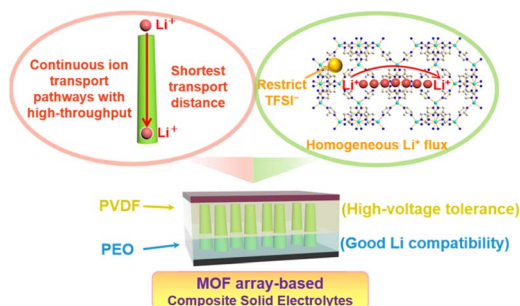 Li⁺
Continuous ion
transport
pathways with
high-throughput
Shortest
transport
distance
Li⁺
Restrict
TFSI⁻
Li⁺
Li⁺
Homogeneous Li⁺ flux
PVDF
(High-voltage tolerance)
PEO
(Good Li compatibility)
MOF array-based
Composite Solid Electrolytes